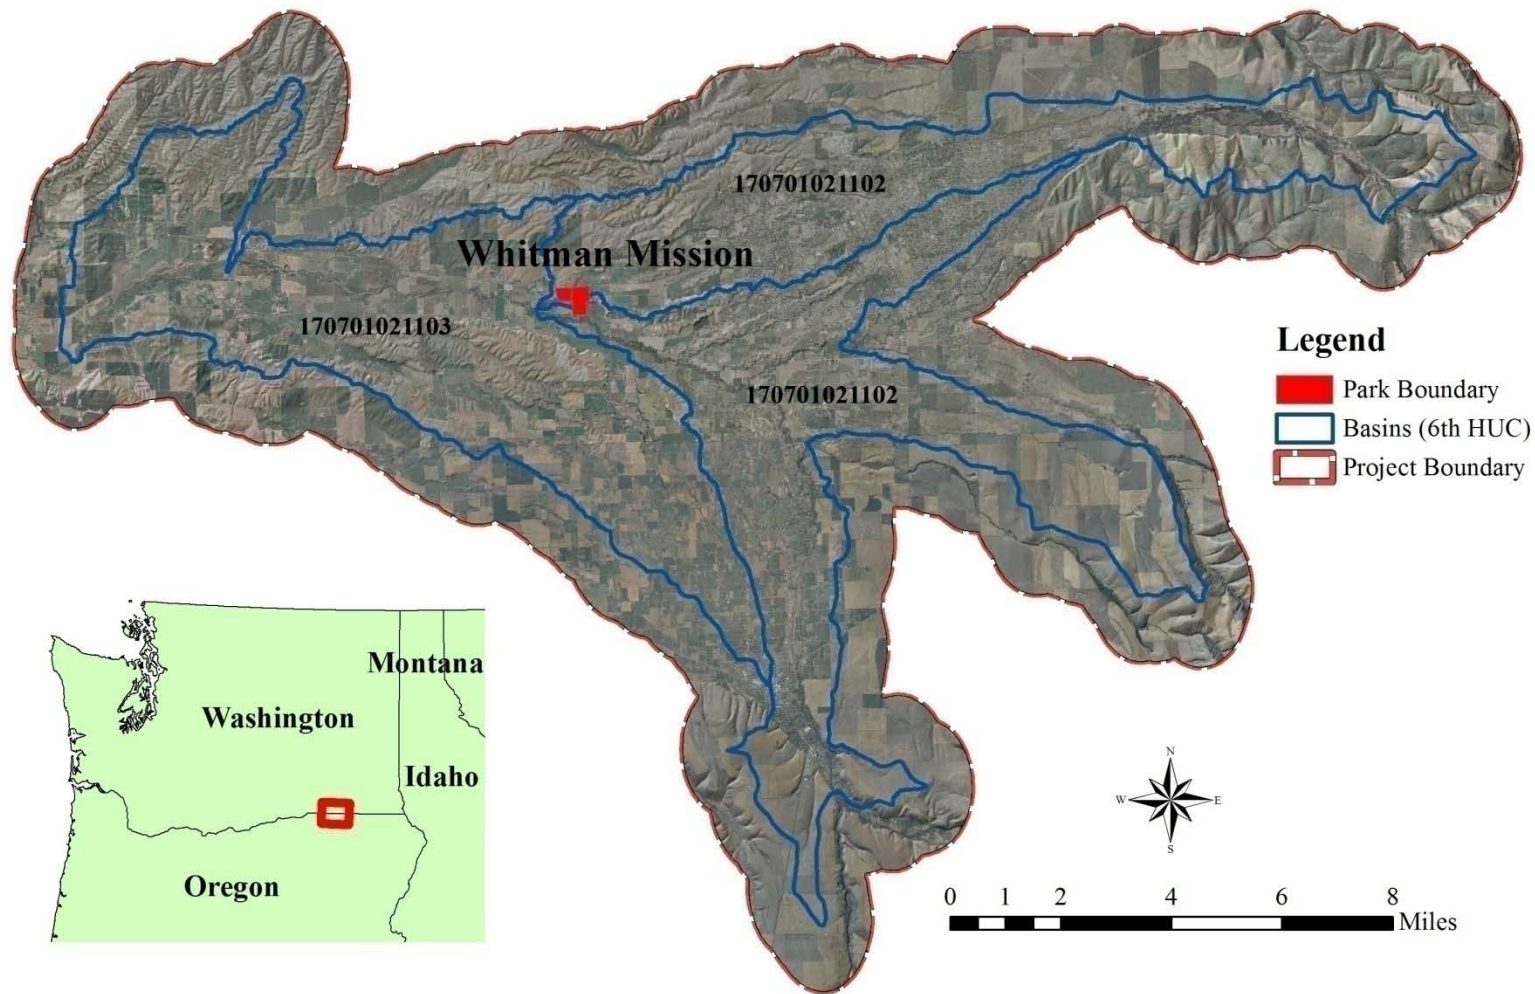 170701021102
Whitman Mission
170701021103
170701021102
Legend
Park Boundary
Basins (6th HUC)
Project Boundary
Montana
Washington
Idaho
Oregon
N
W E
S
0 1 2 4 6 8
Miles